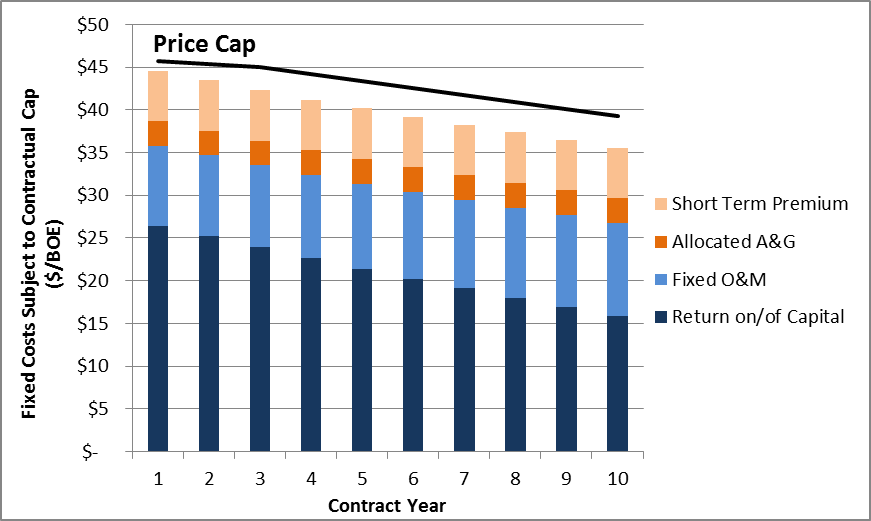 $50
$45
$40
$35
$30
$25
$20
$15
$10
$5
$-
Fixed Costs Subject to Contractual Cap
($/BOE)
Price Cap
1 2 3 4 5 6 7 8 9 10
Contract Year
Short Term Premium
Allocated A&G
Fixed O&M
Return on/of Capital